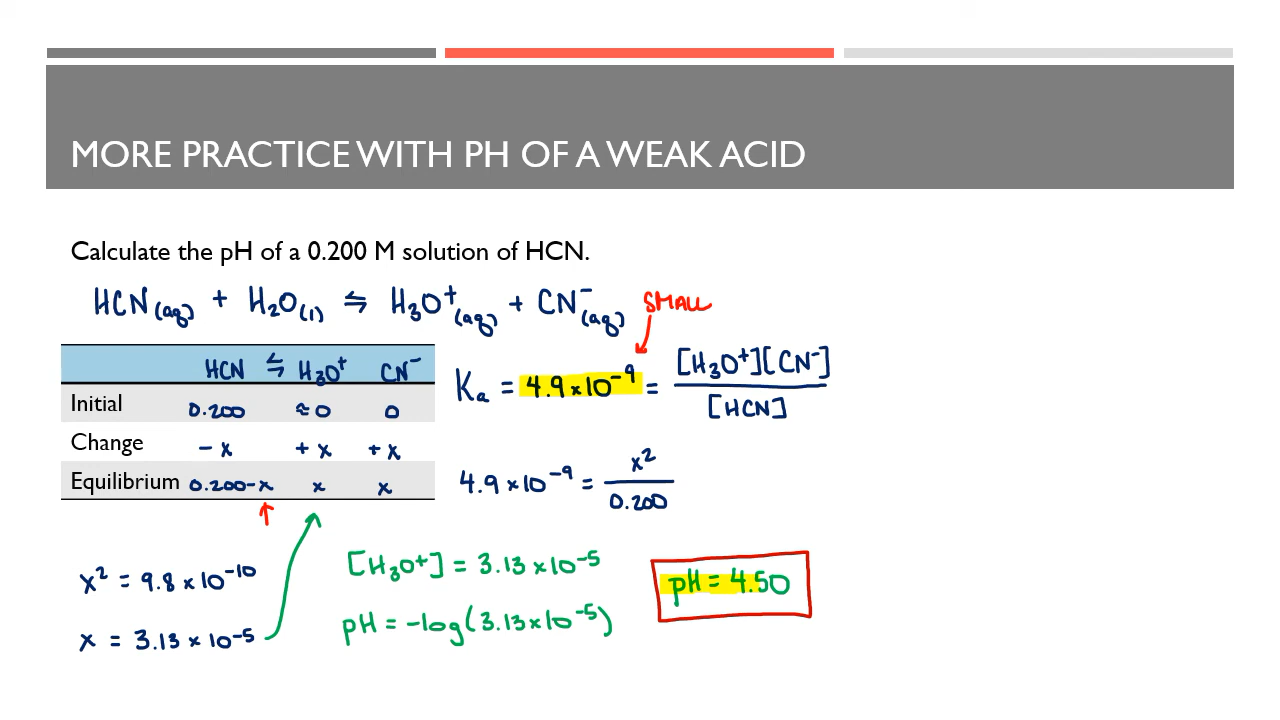 MORE PRACTICE WITH PH OF A WEAK ACID
Calculate the pH of a 0.200 M solution of HCN.
HCN(aq) + H₂O(l) ⇋ H₃O⁺(aq) + CN⁻(aq)
SMALL
HCN ⇋ H₃O⁺ CN⁻
Initial 0.200 ≈0 0
Change -x +x +x
Equilibrium 0.200-x x x
Ka = 4.9×10⁻⁹ = [H₃O⁺][CN⁻] / [HCN]
4.9×10⁻⁹ = x² / 0.200
x² = 9.8×10⁻¹⁰
x = 3.13×10⁻⁵
[H₃O⁺] = 3.13×10⁻⁵
pH = -log(3.13×10⁻⁵)
pH = 4.50